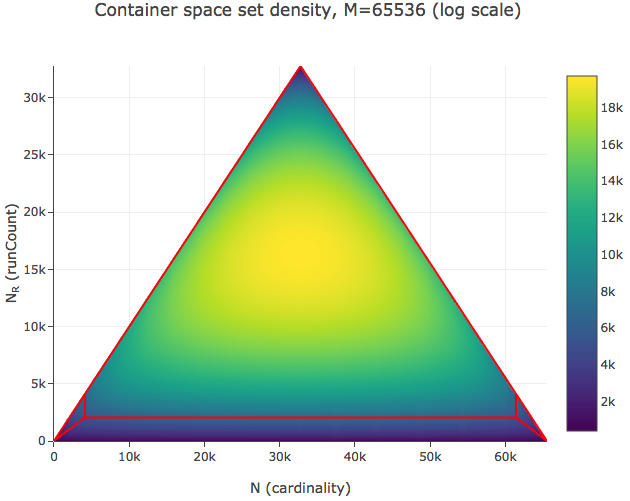 Container space set density, M=65536 (log scale)
30k
25k
20k
15k
10k
5k
0
NR (runCount)
0
10k
20k
30k
40k
50k
60k
N (cardinality)
18k
16k
14k
12k
10k
8k
6k
4k
2k